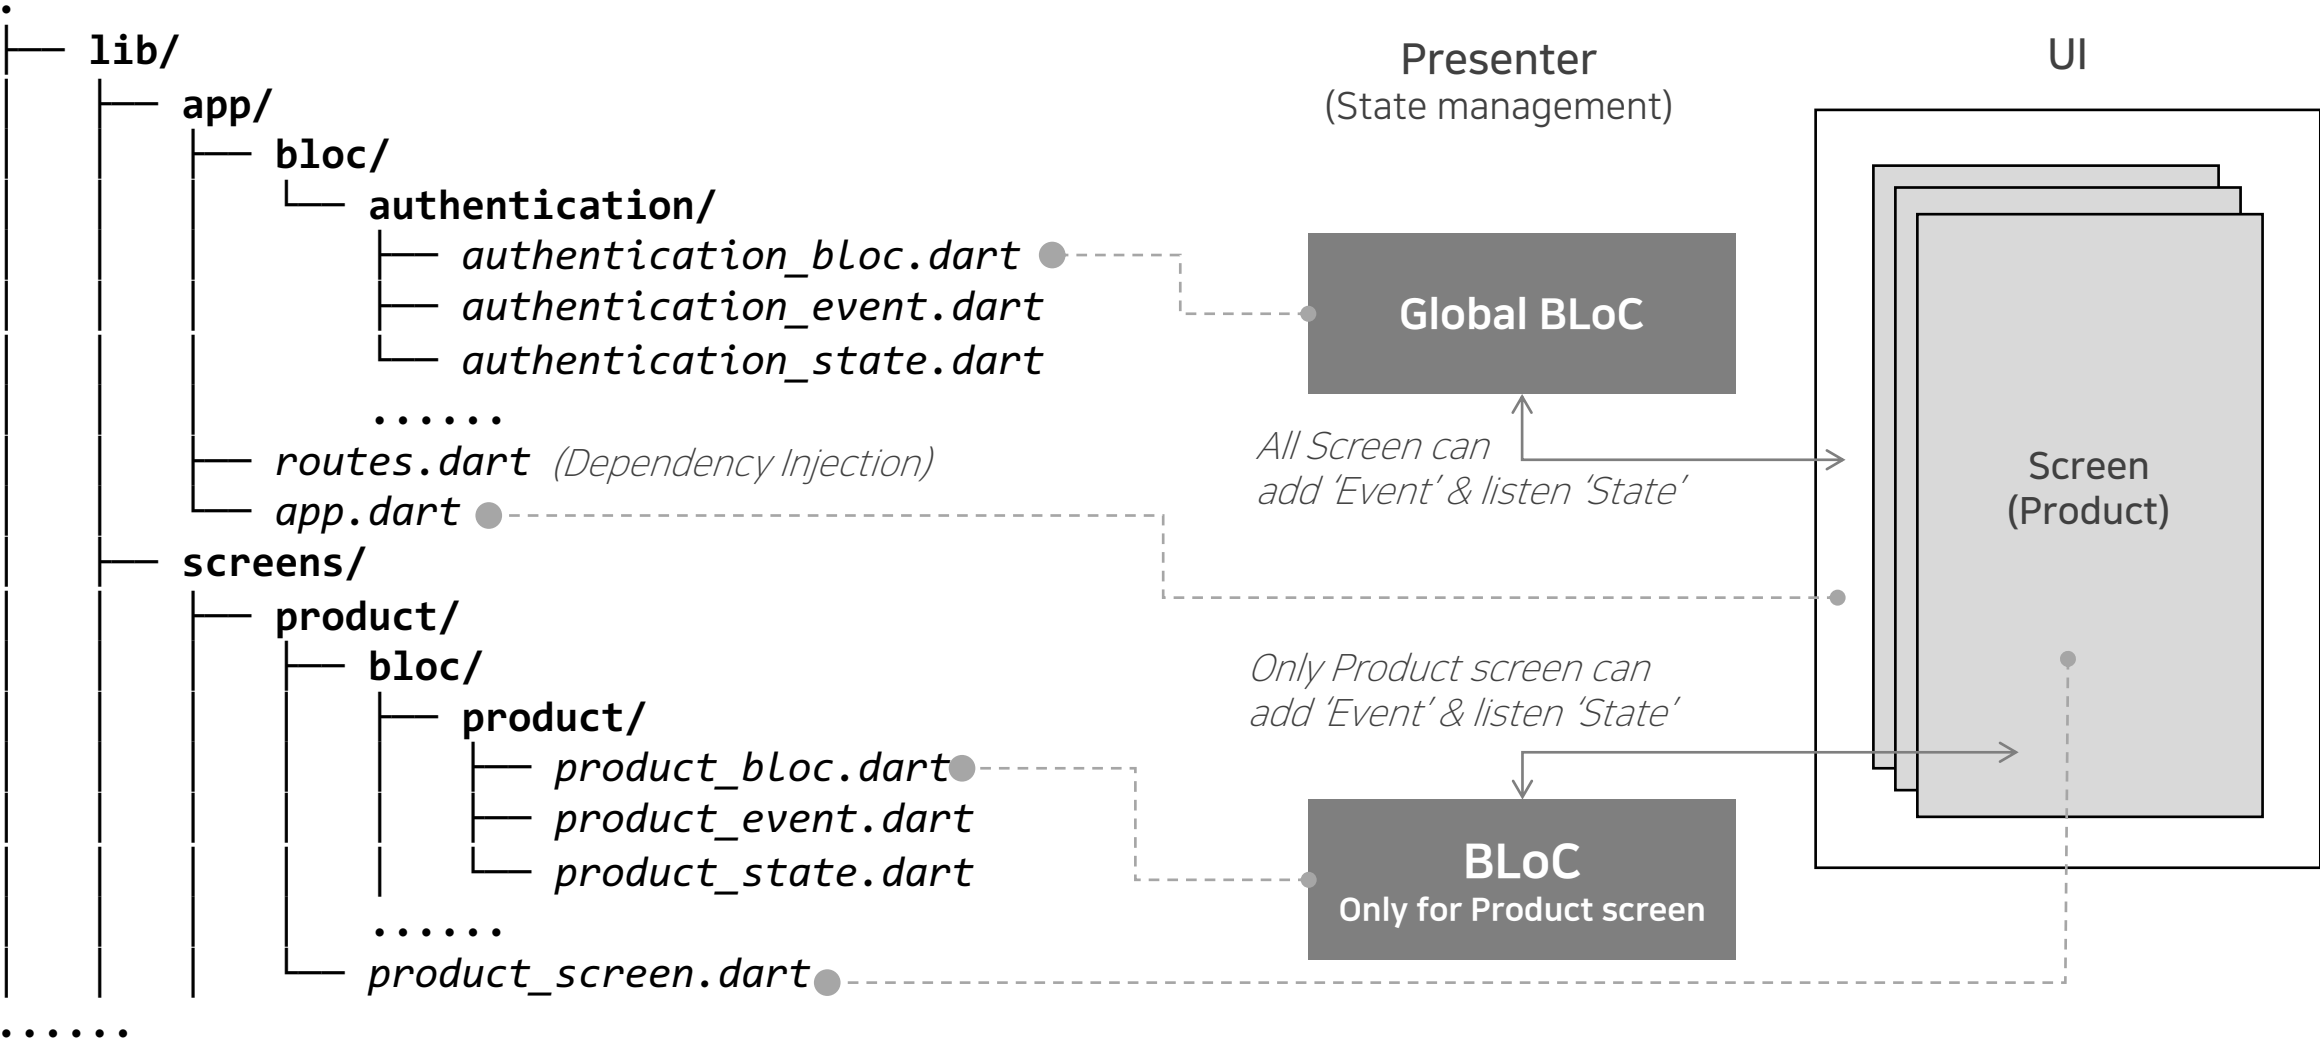 .
lib/
app/
bloc/
authentication/
authentication_bloc.dart
authentication_event.dart
authentication_state.dart
......
routes.dart (Dependency Injection)
app.dart
screens/
product/
bloc/
product/
product_bloc.dart
product_event.dart
product_state.dart
......
product_screen.dart
......
Presenter
(State management)
Global BLoC
All Screen can
add ‘Event’ & listen ‘State’
Only Product screen can
add ‘Event’ & listen ‘State’
BLoC
Only for Product screen
UI
Screen
(Product)